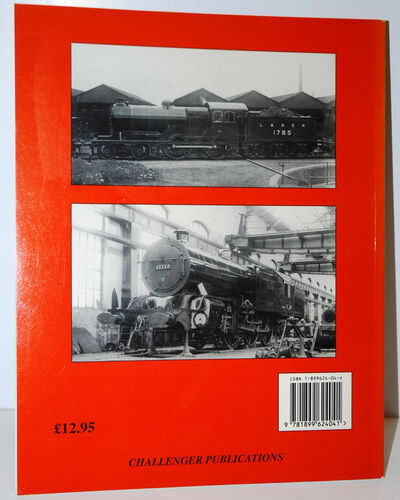 L & N E R
1785
ISBN 1-899624-04-X
9 781899 624041 >
£12.95
CHALLENGER PUBLICATIONS